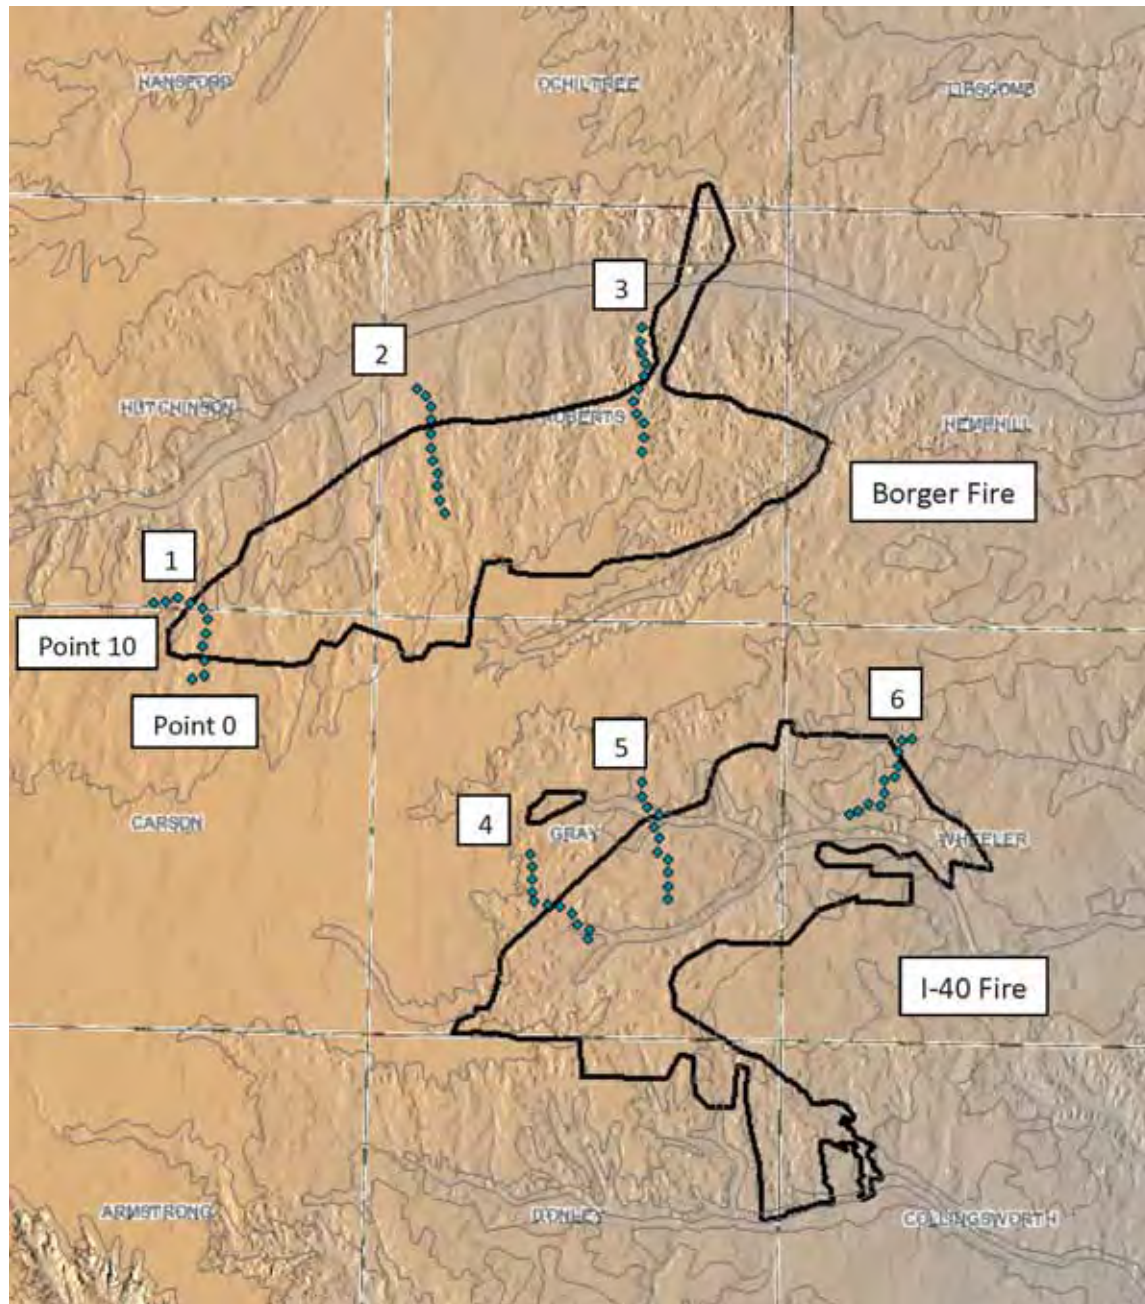 HANSFORD
OCHILTREE
LIPSCOMB
3
2
HUTCHINSON
ROBERTS
HEMPHILL
Borger Fire
1
Point 10
Point 0
6
5
4
CARSON
GRAY
WHEELER
I-40 Fire
ARMSTRONG
DONLEY
COLLINGSWORTH